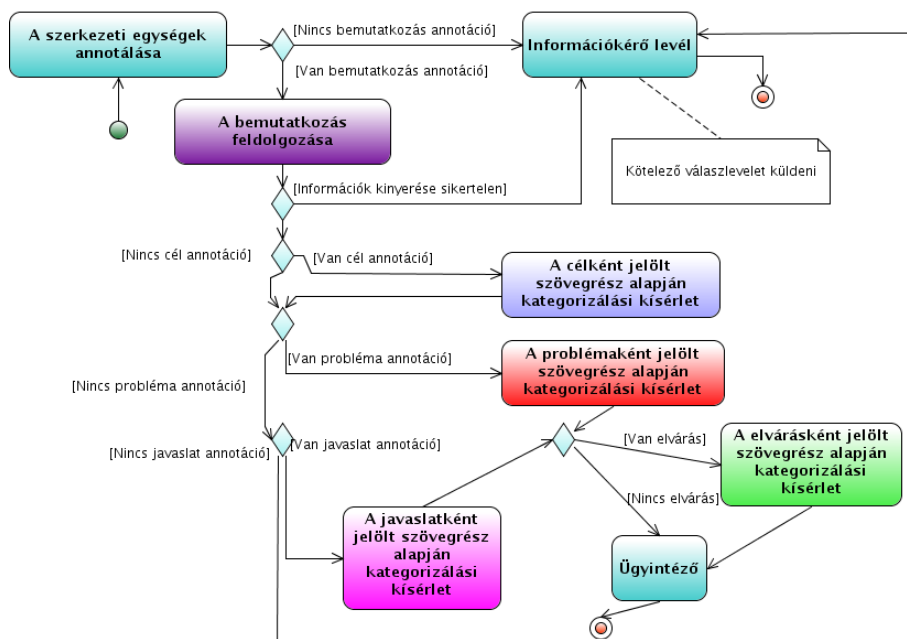 A szerkezeti egységek
annotálása
[Nincs bemutatkozás annotáció]
Információkérő levél
[Van bemutatkozás annotáció]
A bemutatkozás
feldolgozása
Kötelező válaszlevelet küldeni
[Információk kinyerése sikertelen]
[Nincs cél annotáció]
[Van cél annotáció]
A célként jelölt
szövegrész alapján
kategorizálási kísérlet
[Van probléma annotáció]
A problémaként jelölt
szövegrész alapján
kategorizálási kísérlet
[Nincs probléma annotáció]
[Nincs javaslat annotáció]
[Van javaslat annotáció]
[Van elvárás]
A elvárásként jelölt
szövegrész alapján
kategorizálási
kísérlet
[Nincs elvárás]
A javaslatként
jelölt szövegrész
alapján
kategorizálási
kísérlet
Ügyintéző